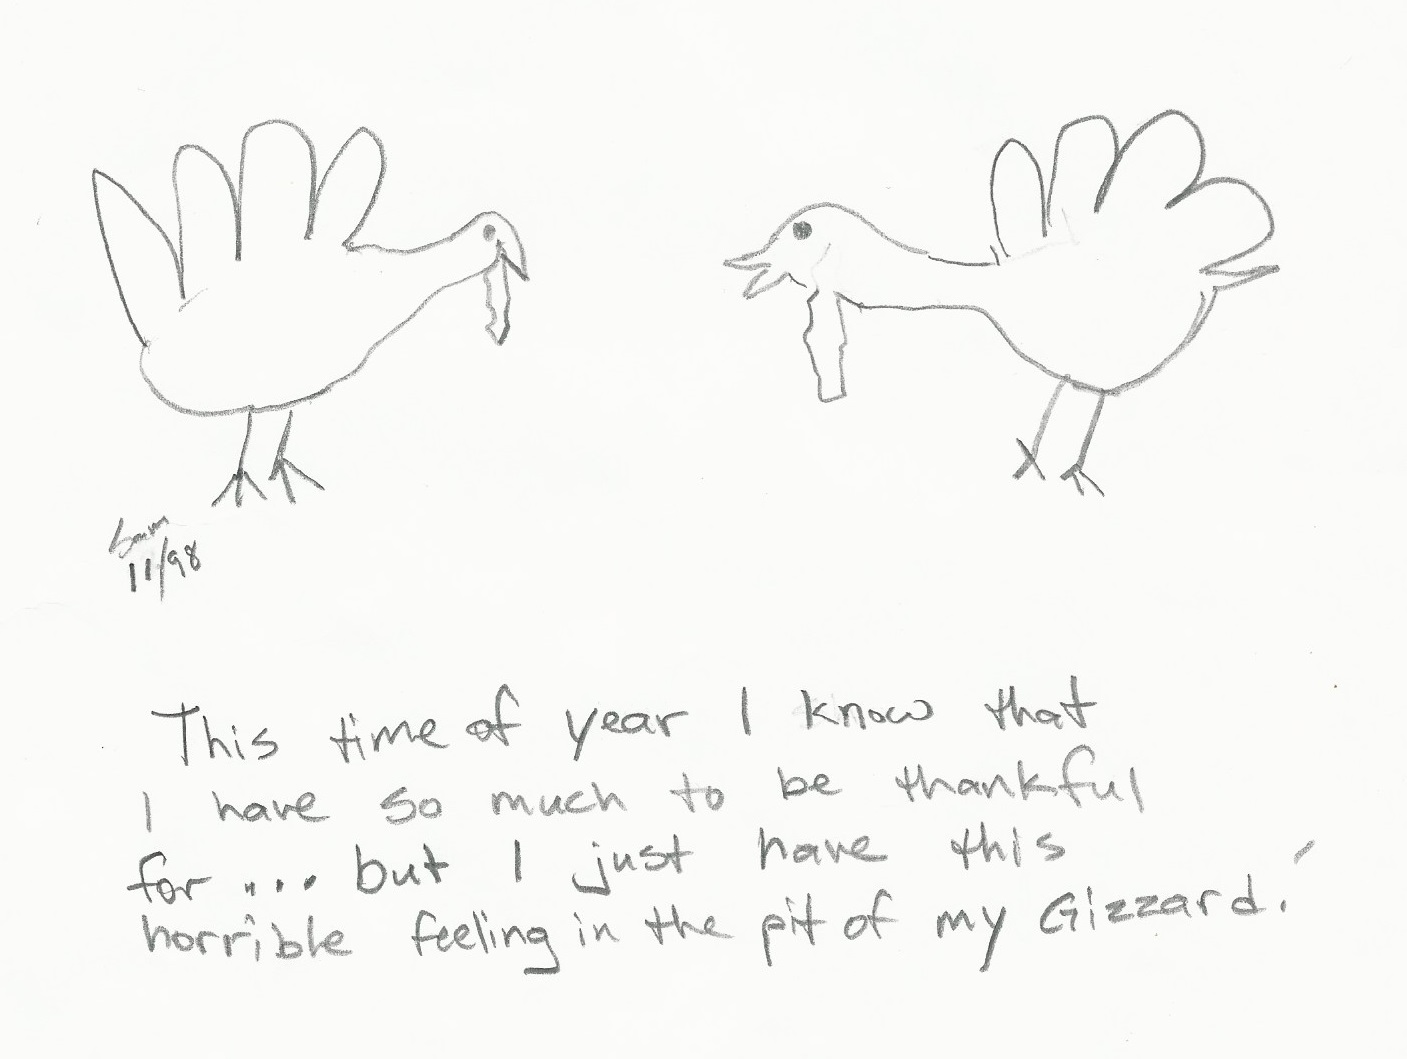 Sam
11/98
This time of year I know that
I have so much to be thankful
for ... but I just have this
horrible feeling in the pit of my Gizzard.